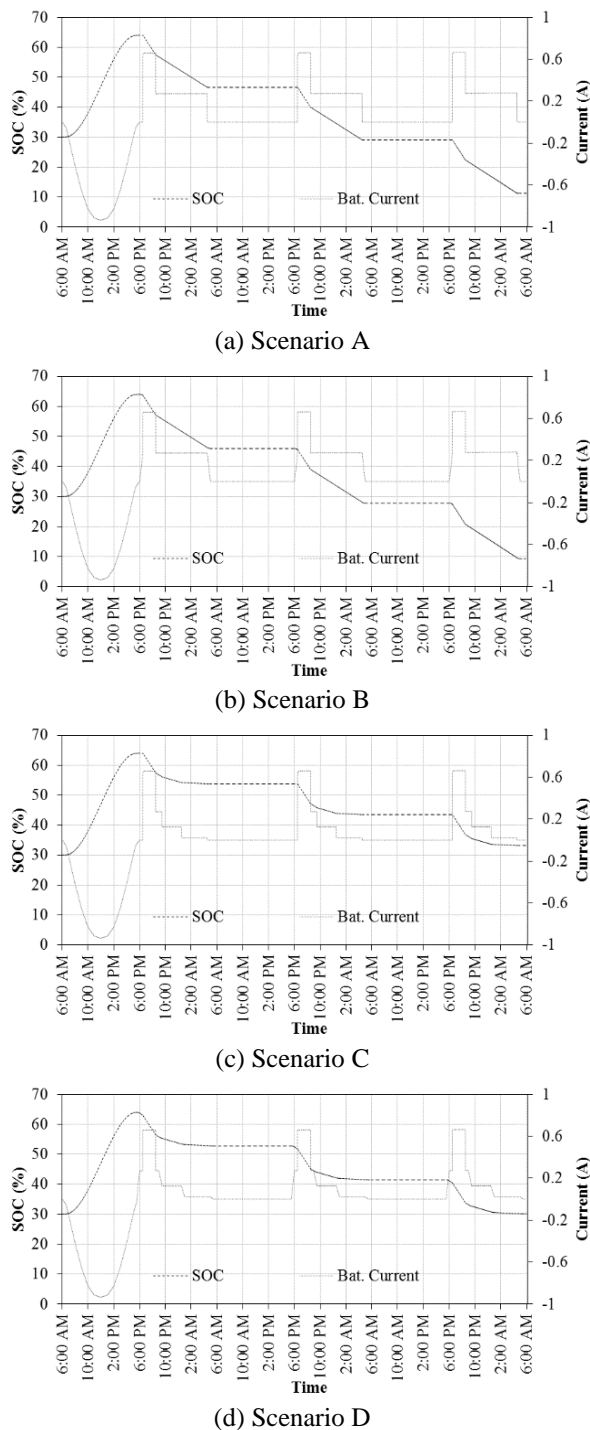 70
60
50
40
30
20
10
0
SOC (%)
1
0.6
0.2
-0.2
-0.6
-1
Current (A)
SOC
Bat. Current
6:00 AM
10:00 AM
2:00 PM
6:00 PM
10:00 PM
2:00 AM
6:00 AM
10:00 AM
2:00 PM
6:00 PM
10:00 PM
2:00 AM
6:00 AM
10:00 AM
2:00 PM
6:00 PM
10:00 PM
2:00 AM
6:00 AM
Time
(a) Scenario A
70
60
50
40
30
20
10
0
SOC (%)
1
0.6
0.2
-0.2
-0.6
-1
Current (A)
SOC
Bat. Current
6:00 AM
10:00 AM
2:00 PM
6:00 PM
10:00 PM
2:00 AM
6:00 AM
10:00 AM
2:00 PM
6:00 PM
10:00 PM
2:00 AM
6:00 AM
10:00 AM
2:00 PM
6:00 PM
10:00 PM
2:00 AM
6:00 AM
Time
(b) Scenario B
70
60
50
40
30
20
10
0
SOC (%)
1
0.6
0.2
-0.2
-0.6
-1
Current (A)
SOC
Bat. Current
6:00 AM
10:00 AM
2:00 PM
6:00 PM
10:00 PM
2:00 AM
6:00 AM
10:00 AM
2:00 PM
6:00 PM
10:00 PM
2:00 AM
6:00 AM
10:00 AM
2:00 PM
6:00 PM
10:00 PM
2:00 AM
6:00 AM
Time
(c) Scenario C
70
60
50
40
30
20
10
0
SOC (%)
1
0.6
0.2
-0.2
-0.6
-1
Current (A)
SOC
Bat. Current
6:00 AM
10:00 AM
2:00 PM
6:00 PM
10:00 PM
2:00 AM
6:00 AM
10:00 AM
2:00 PM
6:00 PM
10:00 PM
2:00 AM
6:00 AM
10:00 AM
2:00 PM
6:00 PM
10:00 PM
2:00 AM
6:00 AM
Time
(d) Scenario D